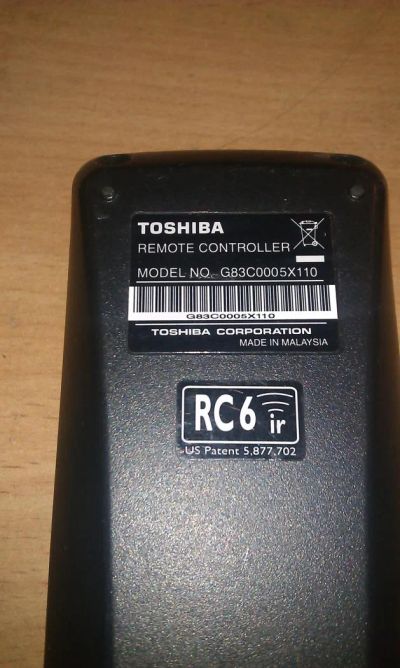 TOSHIBA
REMOTE CONTROLLER
MODEL NO. G83C0005X110
G83C0005X110
TOSHIBA CORPORATION
MADE IN MALAYSIA
RC6 ir
US Patent 5,877,702